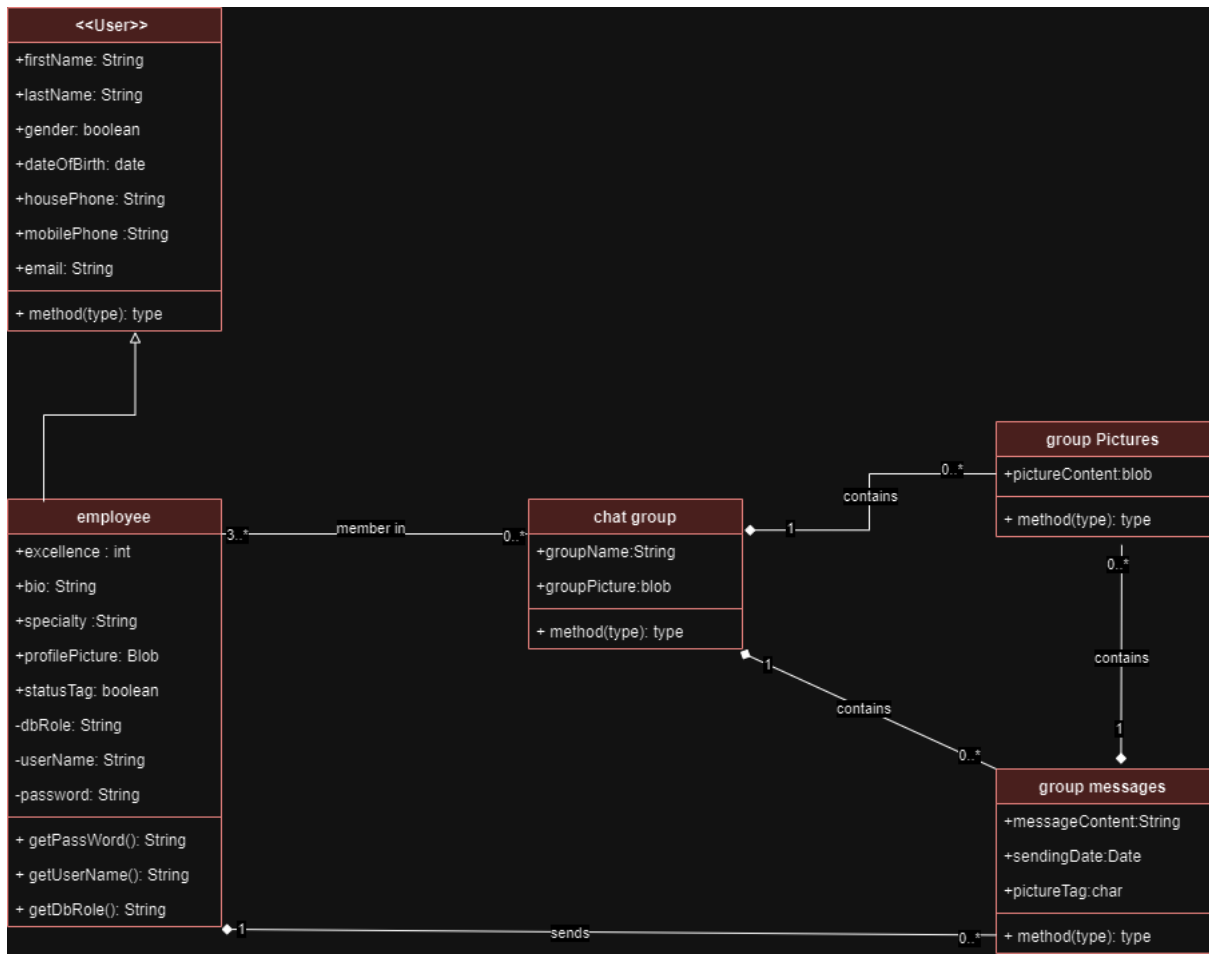 <<User>>
+firstName: String
+lastName: String
+gender: boolean
+dateOfBirth: date
+housePhone: String
+mobilePhone :String
+email: String
+ method(type): type
employee
+excellence : int
+bio: String
+specialty :String
+profilePicture: Blob
+statusTag: boolean
-dbRole: String
-userName: String
-password: String
+ getPassWord(): String
+ getUserName(): String
+ getDbRole(): String
3..*
member in
0..*
chat group
+groupName:String
+groupPicture:blob
+ method(type): type
1
contains
0..*
group Pictures
+pictureContent:blob
+ method(type): type
0..*
contains
1
1
contains
0..*
group messages
+messageContent:String
+sendingDate:Date
+pictureTag:char
+ method(type): type
1
sends
0..*